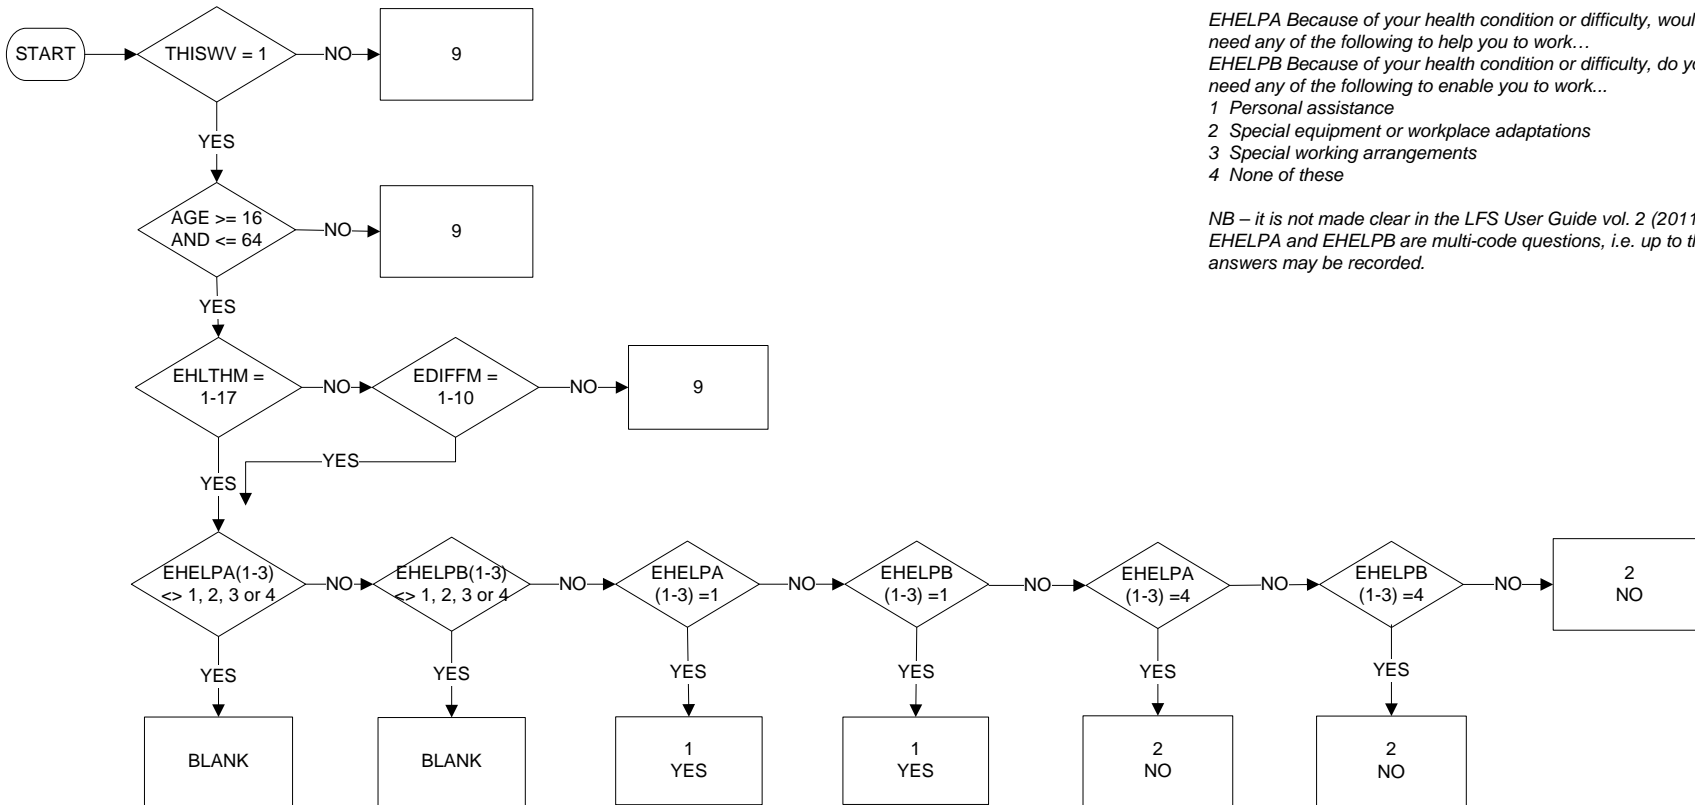 START
THISWV = 1
NO
9
YES
AGE >= 16
AND <= 64
NO
9
YES
EHLTHM =
1-17
NO
EDIFFM =
1-10
NO
9
YES
YES
EHELPA(1-3)
<> 1, 2, 3 or 4
NO
EHELPB(1-3)
<> 1, 2, 3 or 4
NO
EHELPA
(1-3) =1
NO
EHELPB
(1-3) =1
NO
EHELPA
(1-3) =4
NO
EHELPB
(1-3) =4
NO
2
NO
YES
YES
YES
YES
YES
YES
BLANK
BLANK
1
YES
1
YES
2
NO
2
NO
EHELPA Because of your health condition or difficulty,
need any of the following to help you to work…
EHELPB Because of your health condition or difficulty, do
need any of the following to enable you to work...
1 Personal assistance
2 Special equipment or workplace adaptations
3 Special working arrangements
4 None of these
NB – it is not made clear in the LFS User Guide vol. 2 (2011
EHELPA and EHELPB are multi-code questions, i.e. up to
answers may be recorded.